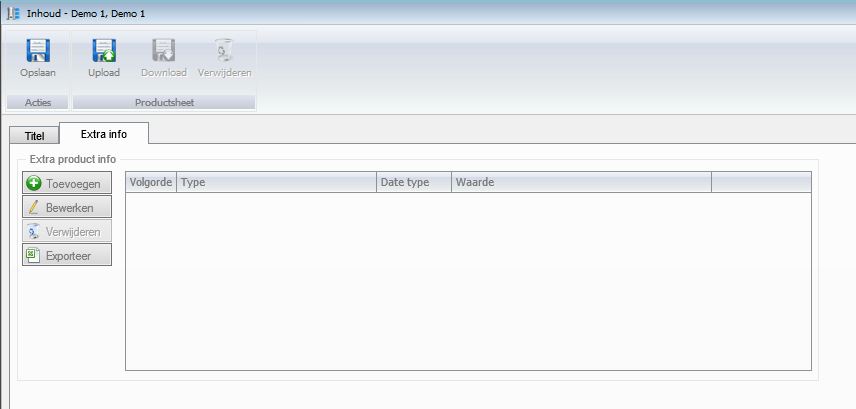 Inhoud - Demo 1, Demo 1
Opslaan Upload Download Verwijderen
Acties Productsheet
Titel Extra info
Extra product info
Toevoegen
Bewerken
Verwijderen
Exporteer
Volgorde Type Date type Waarde